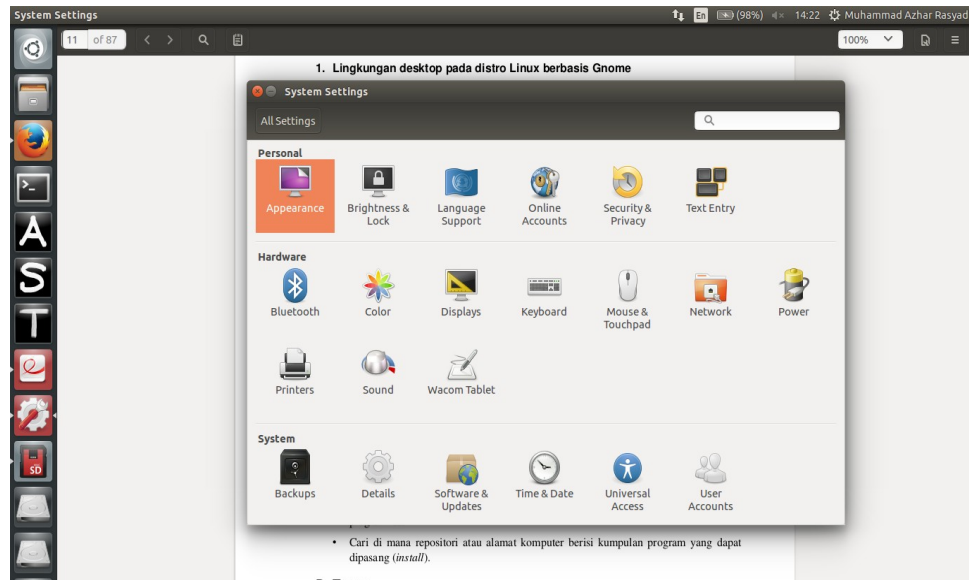 System Settings
En (98%) 14:22 Muhammad Azhar Rasyad
11 of 87
100%
1. Lingkungan desktop pada distro Linux berbasis Gnome
System Settings
All Settings
Personal
Appearance
Brightness &
Lock
Language
Support
Online
Accounts
Security &
Privacy
Text Entry
Hardware
Bluetooth
Color
Displays
Keyboard
Mouse &
Touchpad
Network
Power
Printers
Sound
Wacom Tablet
System
Backups
Details
Software &
Updates
Time & Date
Universal
Access
User
Accounts
• Cari di mana repositori atau alamat komputer berisi kumpulan program yang dapat
dipasang (install).
A
S
T
SD